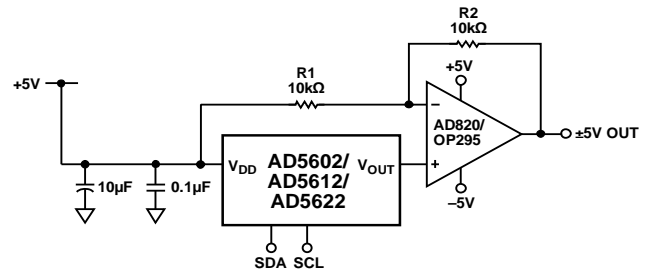 R2
10kΩ
+5V
R1
10kΩ
+5V
−
AD820/
OP295
+
−5V
±5V OUT
VDD
AD5602/
AD5612/
AD5622
VOUT
10µF
0.1µF
SDA SCL